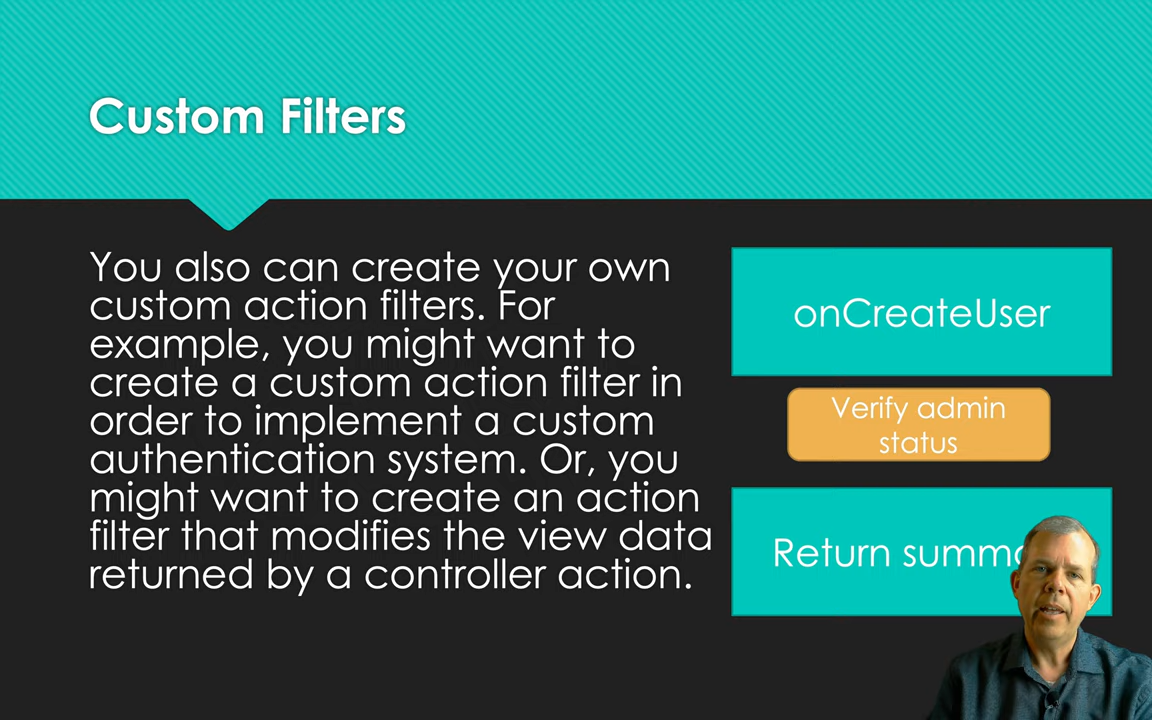 Custom Filters
You also can create your own
custom action filters. For
example, you might want to
create a custom action filter in
order to implement a custom
authentication system. Or, you
might want to create an action
filter that modifies the view data
returned by a controller action.
onCreateUser
Verify admin
status
Return